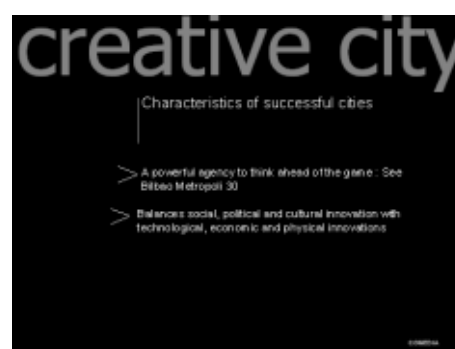 creative city
Characteristics of successful cities
A powerful agency to think ahead of the game : See
Bilbao Metropoli 30
Balances social, political and cultural innovation with
technological, economic and physical innovations
COMEDIA